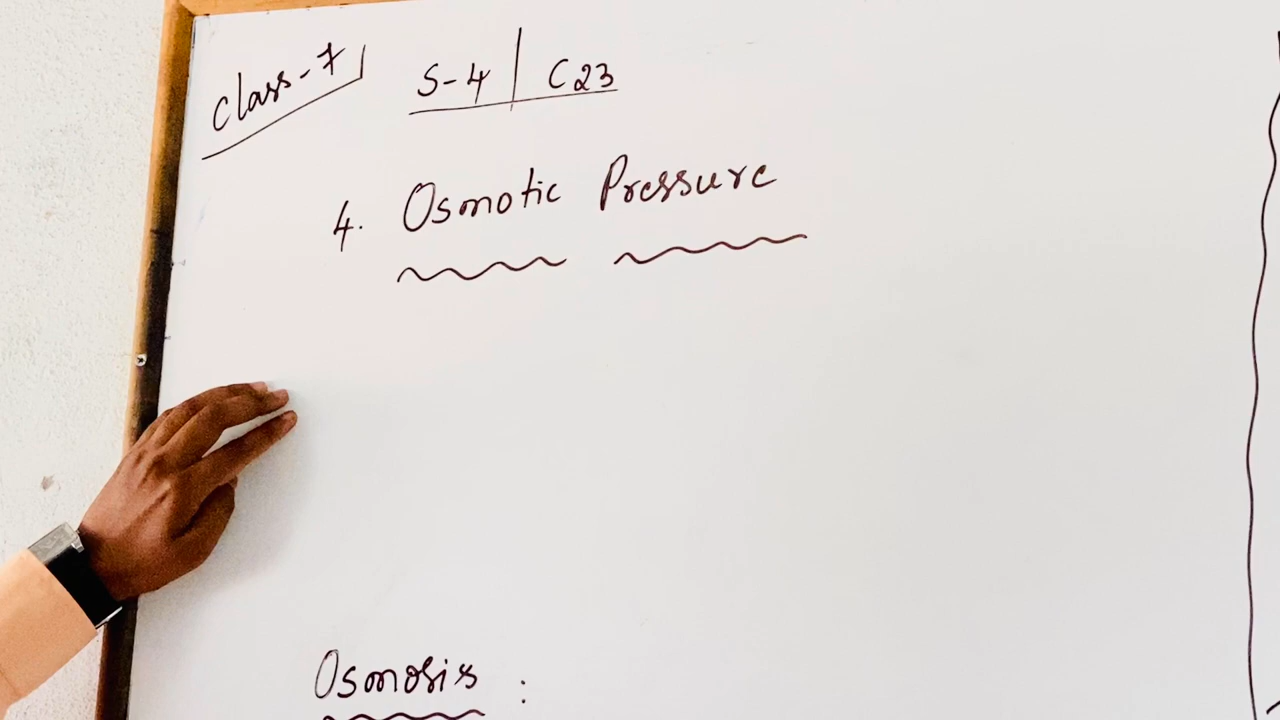 Class-7
S-4 | C23
4. Osmotic Pressure
Osmosis :